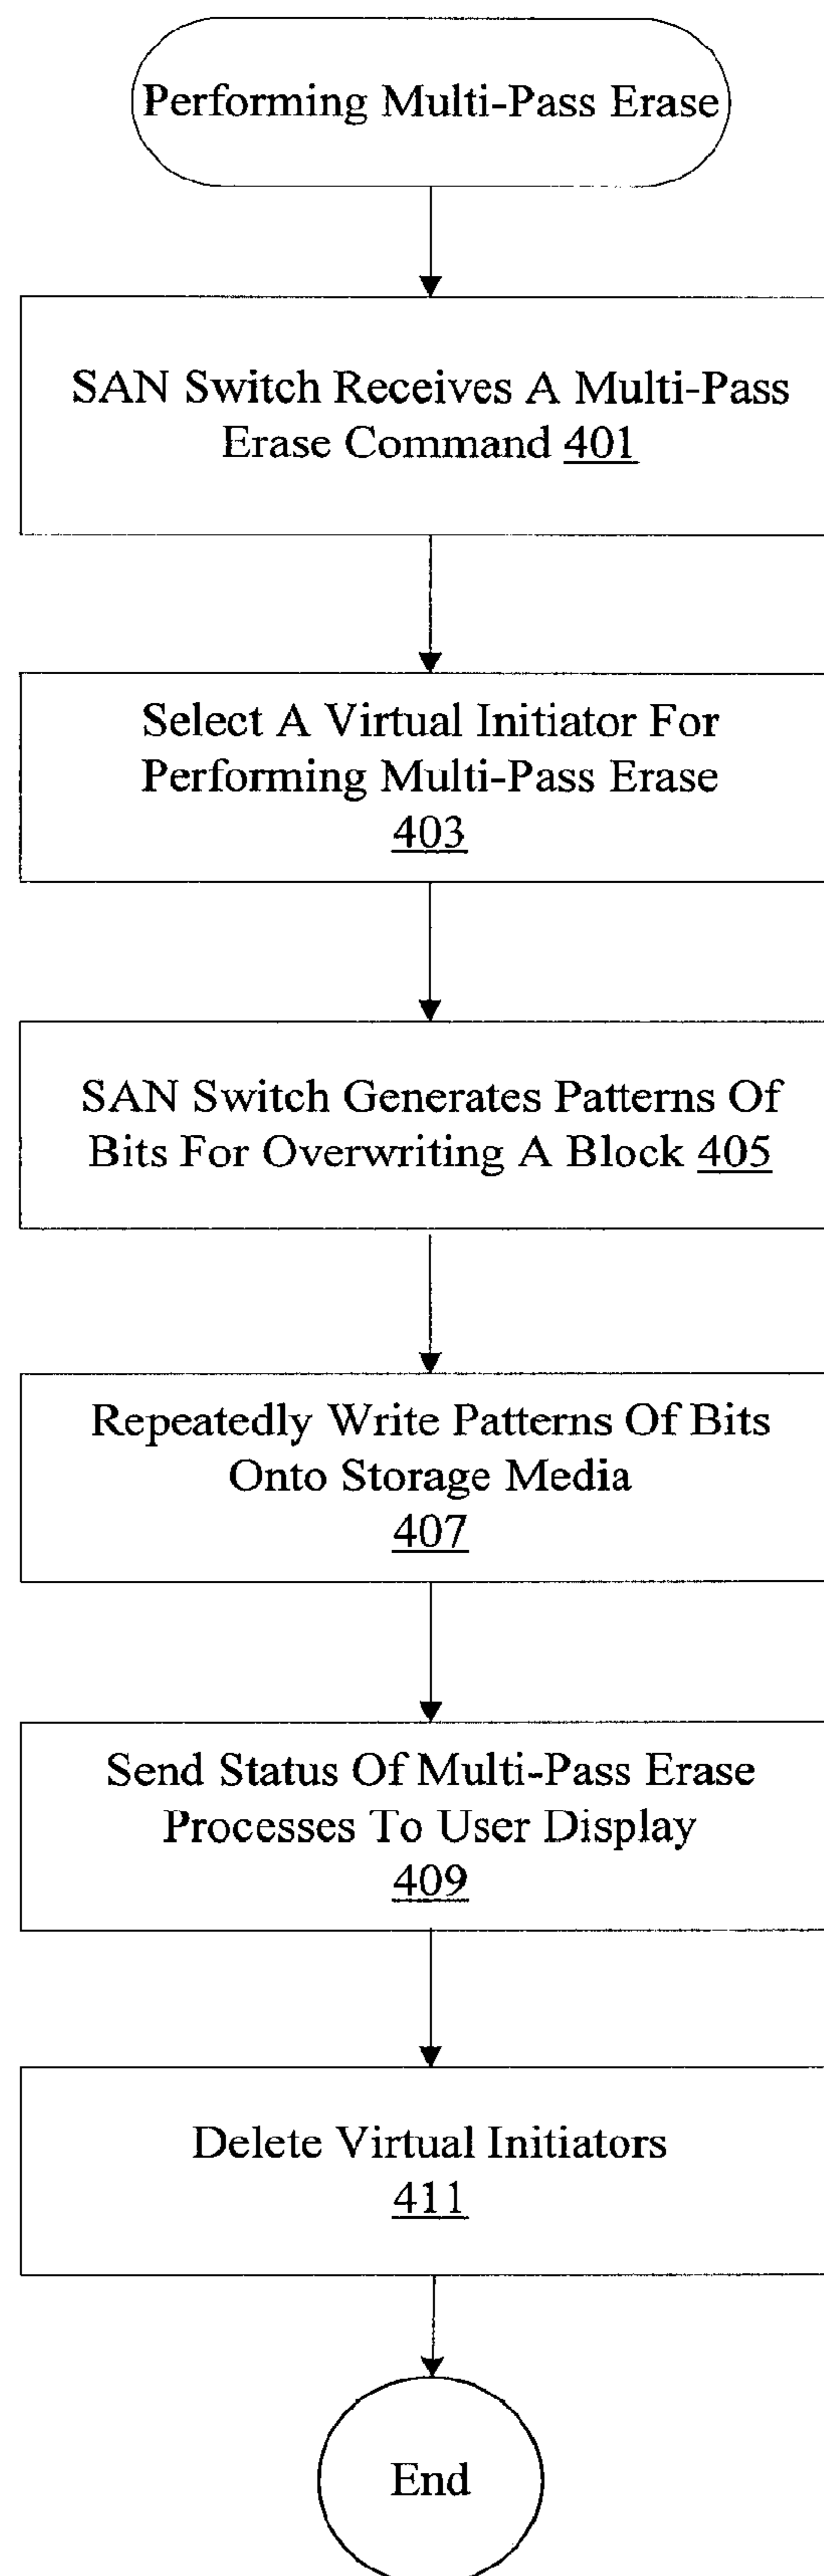 Performing Multi-Pass Erase
SAN Switch Receives A Multi-Pass
Erase Command 401
Select A Virtual Initiator For
Performing Multi-Pass Erase
403
SAN Switch Generates Patterns Of
Bits For Overwriting A Block 405
Repeatedly Write Patterns Of Bits
Onto Storage Media
407
Send Status Of Multi-Pass Erase
Processes To User Display
409
Delete Virtual Initiators
411
End